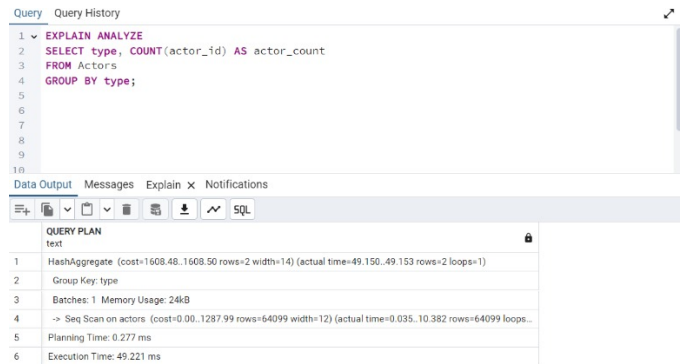 Query Query History
1 EXPLAIN ANALYZE
2 SELECT type, COUNT(actor_id) AS actor_count
3 FROM Actors
4 GROUP BY type;
5
6
7
8
9
10
Data Output Messages Explain × Notifications
SQL
QUERY PLAN
text
1 HashAggregate (cost=1608.48..1608.50 rows=2 width=14) (actual time=49.150..49.153 rows=2 loops=1)
2 Group Key: type
3 Batches: 1 Memory Usage: 24kB
4 -> Seq Scan on actors (cost=0.00..1287.99 rows=64099 width=12) (actual time=0.035..10.382 rows=64099 loops...
5 Planning Time: 0.277 ms
6 Execution Time: 49.221 ms